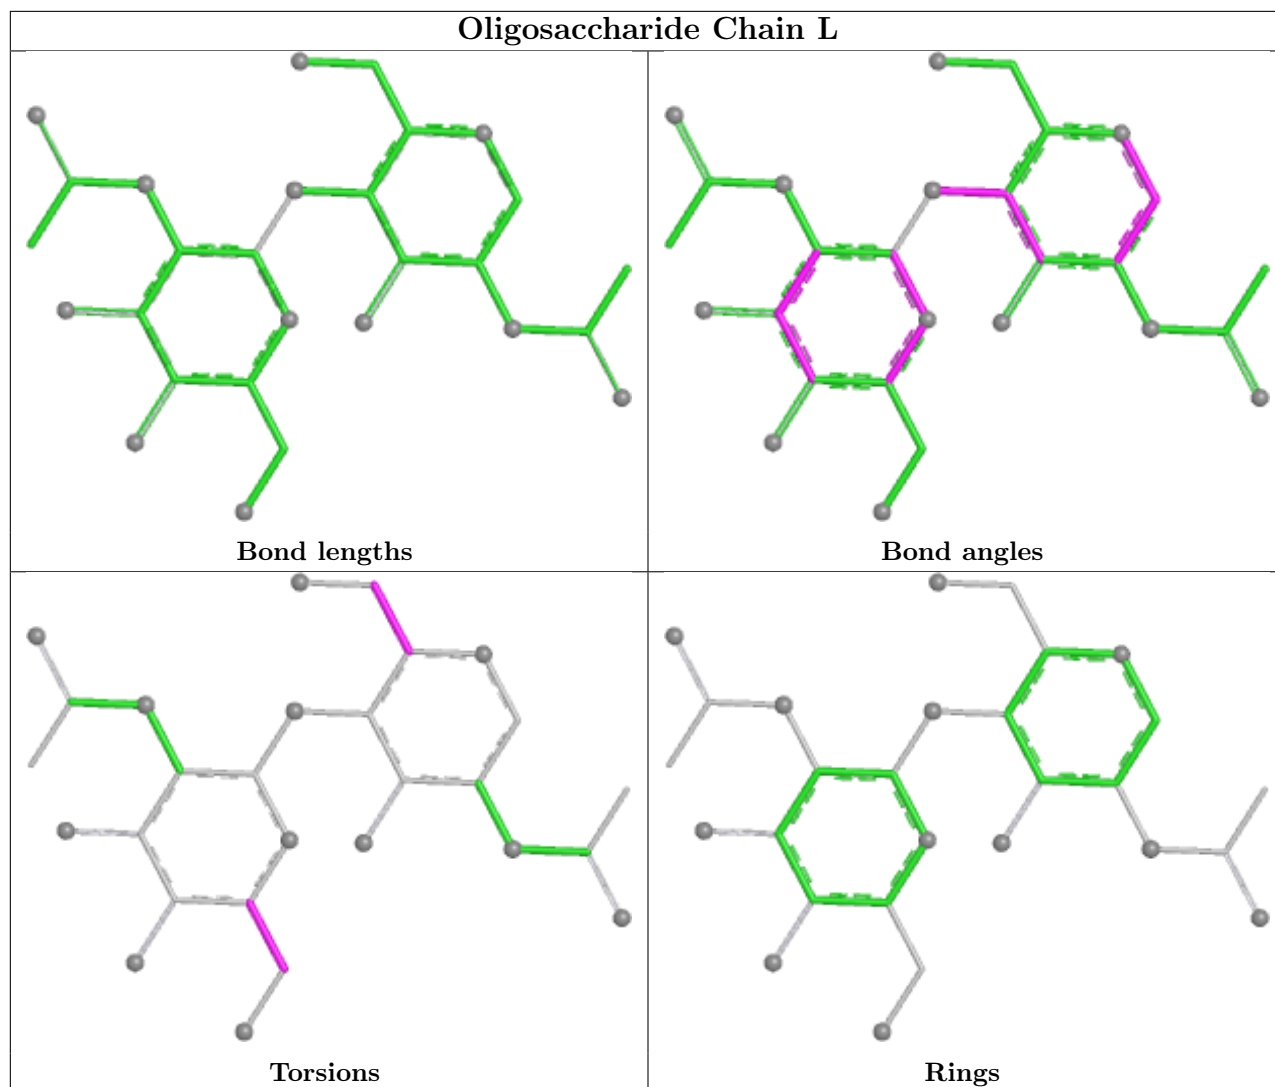 Oligosaccharide Chain L
Bond lengths
Bond angles
Torsions
Rings